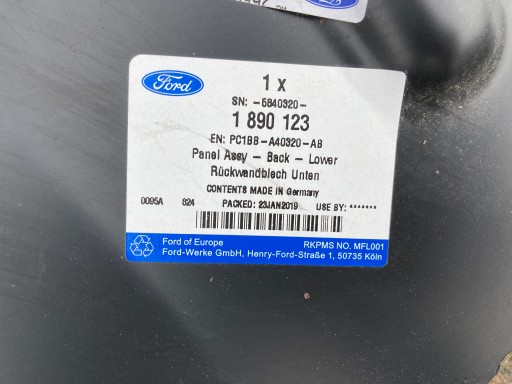 Ford
1 x
SN: -5840320-
1 890 123
EN: PC1BB-A40320-AB
Panel Assy - Back - Lower
Rückwandblech Unten
CONTENTS MADE IN Germany
0095A 824 PACKED: 23JAN2019 USE BY: *******
Ford of Europe RKPMS NO. MFL001
Ford-Werke GmbH, Henry-Ford-Straße 1, 50735 Köln